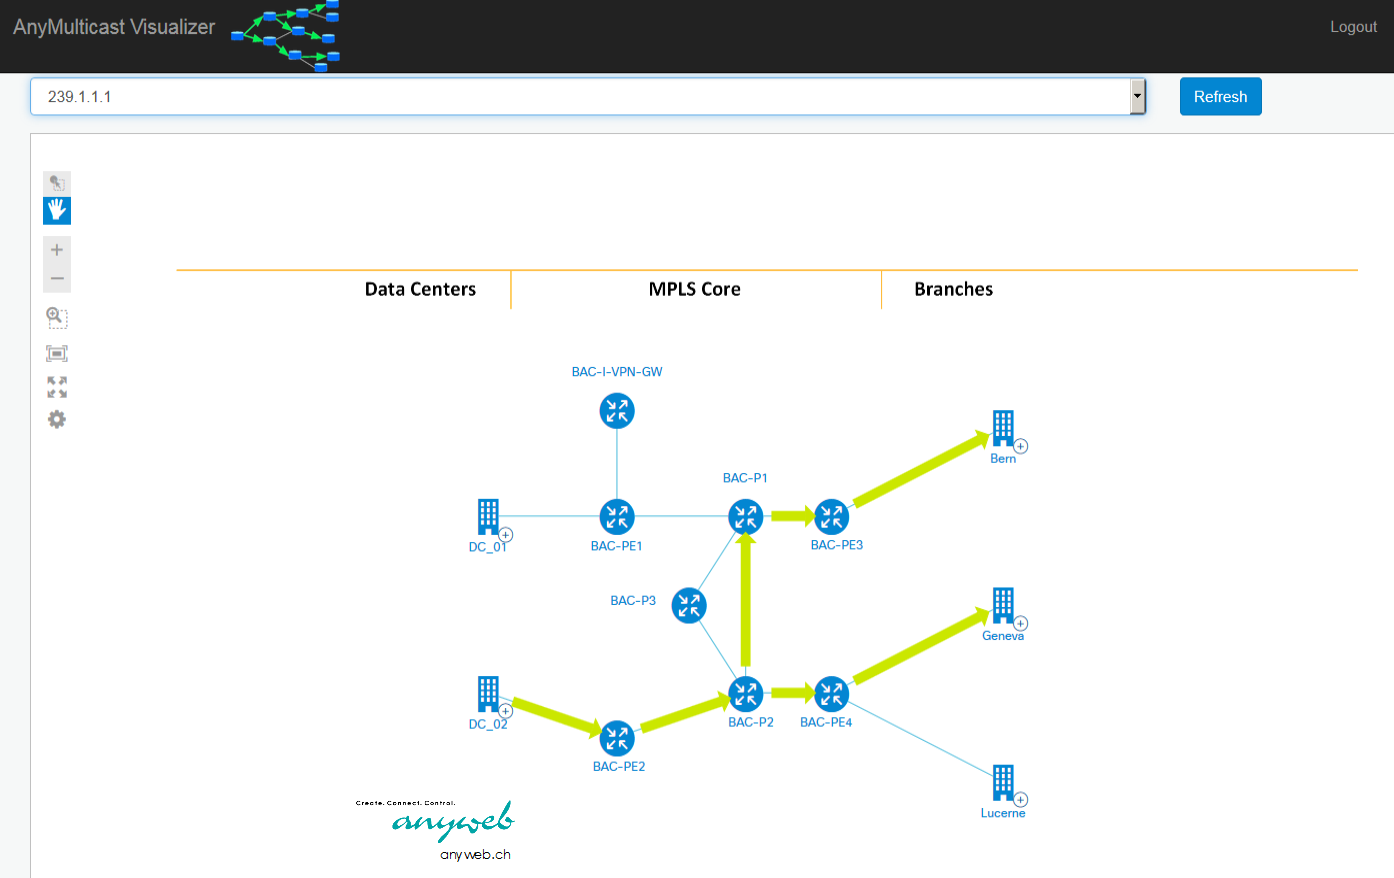 AnyMulticast Visualizer
Logout
239.1.1.1
Refresh
Data Centers
MPLS Core
Branches
BAC-I-VPN-GW
Bern
BAC-P1
DC_01
BAC-PE1
BAC-PE3
BAC-P3
Geneva
DC_02
BAC-P2
BAC-PE4
BAC-PE2
Lucerne
Create. Connect. Control.
anyweb
anyweb.ch